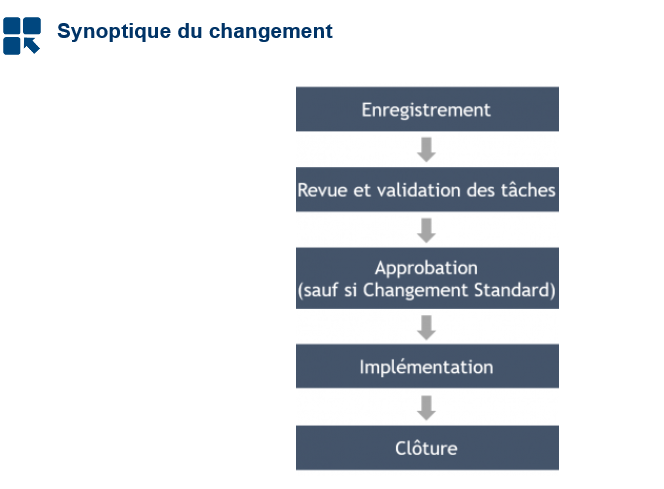 Synoptique du changement
Enregistrement
Revue et validation des tâches
Approbation
(sauf si Changement Standard)
Implémentation
Clôture